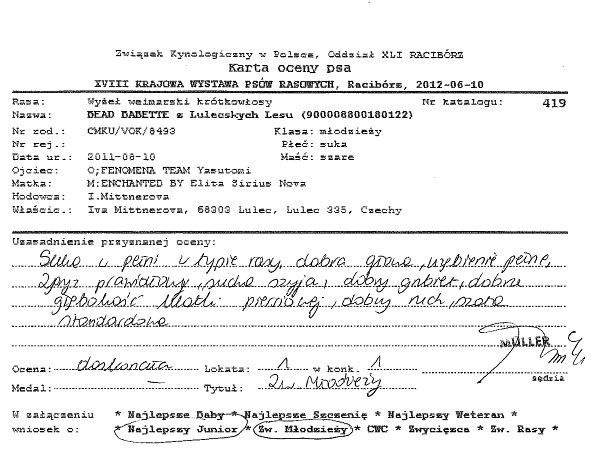 Związek Kynologiczny w Polsce, Oddział XLI RACIBÓRZ
Karta oceny psa
XVIII KRAJOWA WYSTAWA PSÓW RASOWYCH, Racibórz, 2012-06-10
Rasa: Wyżeł weimarski krótkowłosy Nr katalogu: 419
Nazwa: DEAD BABETTE z Luleckych Lesu (900008800180122)
Nr rod.: CMKU/VOK/8493 Klasa: młodzieży
Nr rej.: Płeć: suka
Data ur.: 2011-08-10 Maść: szare
Ojciec: O;FENOMENA TEAM Yasutomi
Matka: M:ENCHANTED BY Elita Sirius Nova
Hodowca: I.Mittnerova
Właścic.: Iva Mittnerova, 68303 Lulec, Lulec 335, Czechy
Uzasadnienie przyznanej oceny:
Suka w pełni w typie rasy, dobra głowa, uzębienie pełne,
zgryz prawidłowy, sucha szyja, dobry grzbiet, dobra
głębokość klatki piersiowej, dobry ruch, szata
standardowa
MÜLLER
Ocena: doskonała Lokata: 1 w konk. 1
sędzia
Medal: — Tytuł: Zw. Młodzieży
W załączeniu * Najlepsze Baby * Najlepsze Szczenię * Najlepszy Weteran *
wniosek o: * Najlepszy Junior * Zw. Młodzieży * CWC * Zwycięzca * Zw. Rasy *